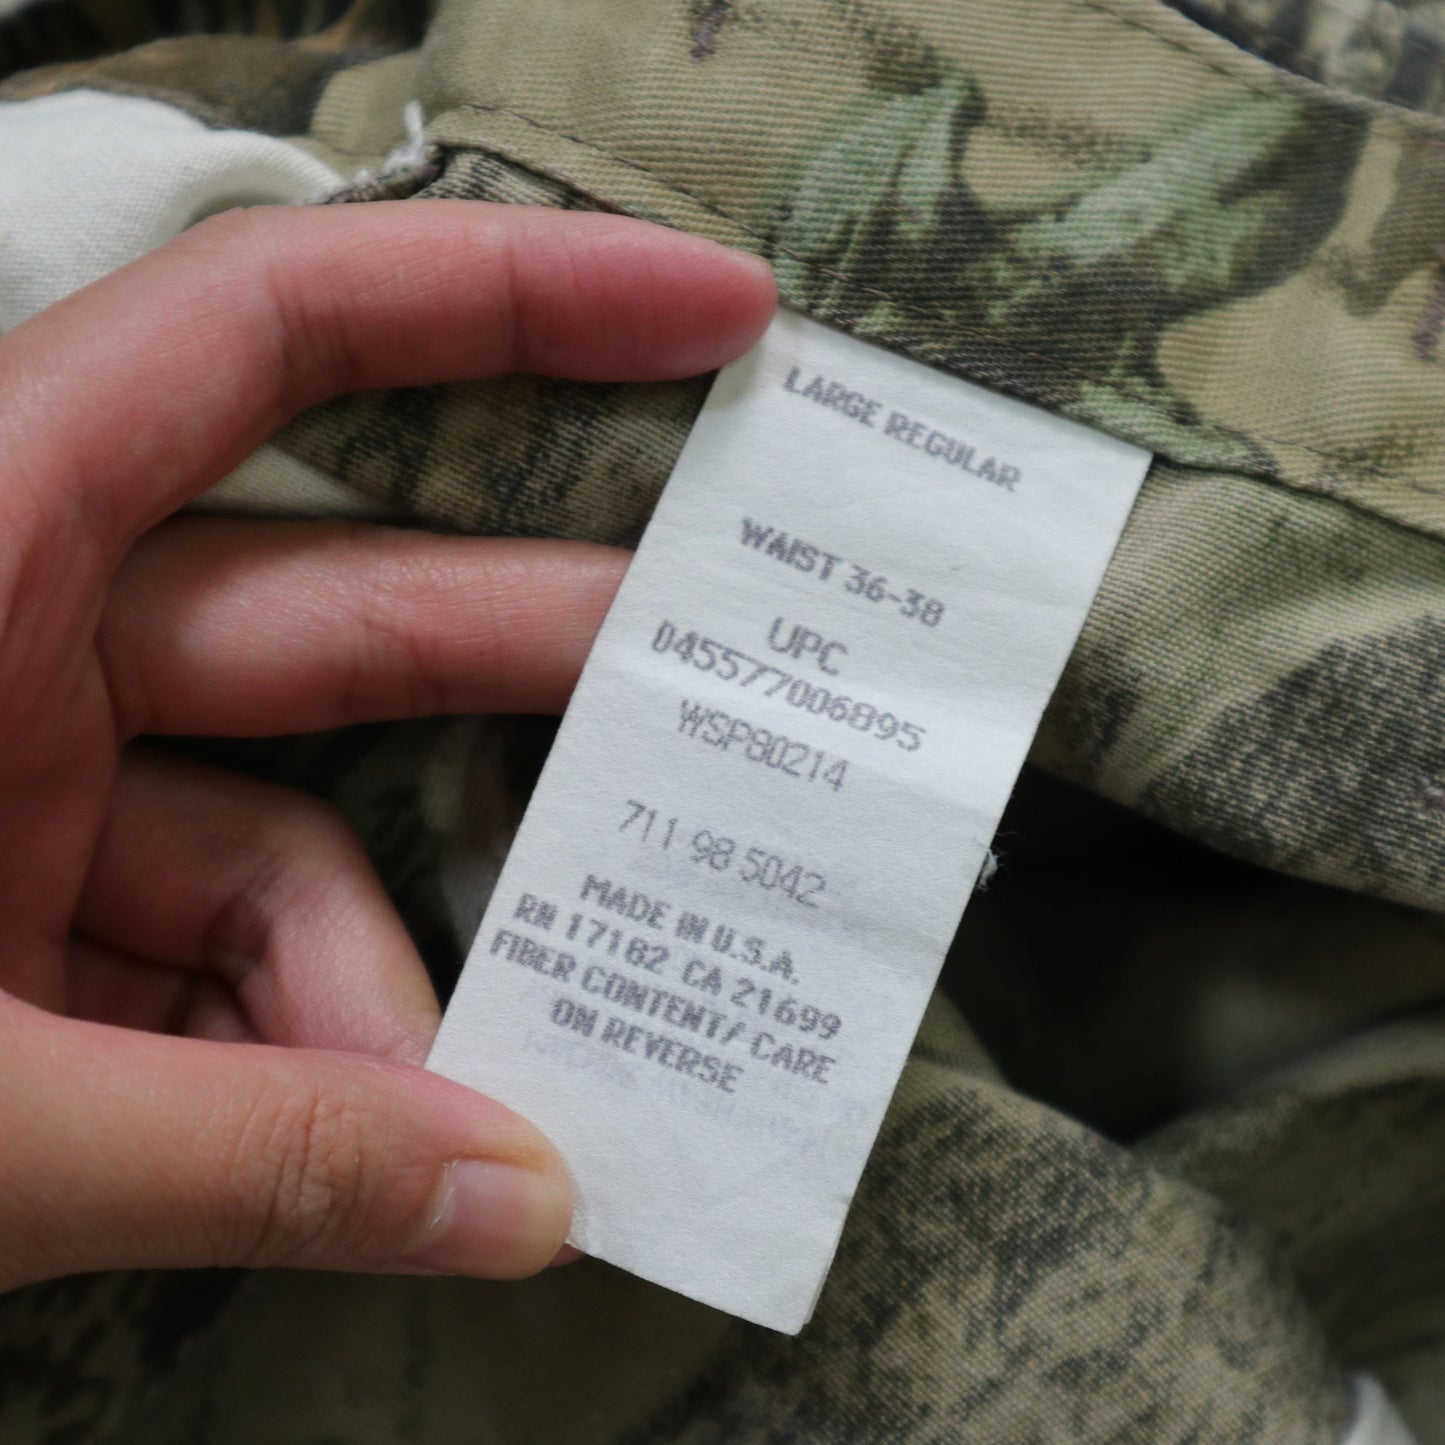 LARGE REGULAR
WAIST 36-38
UPC
045577006895
WSP80214
711 98 5042
MADE IN U.S.A.
RN 17182 CA 21699
FIBER CONTENT/CARE
ON REVERSE